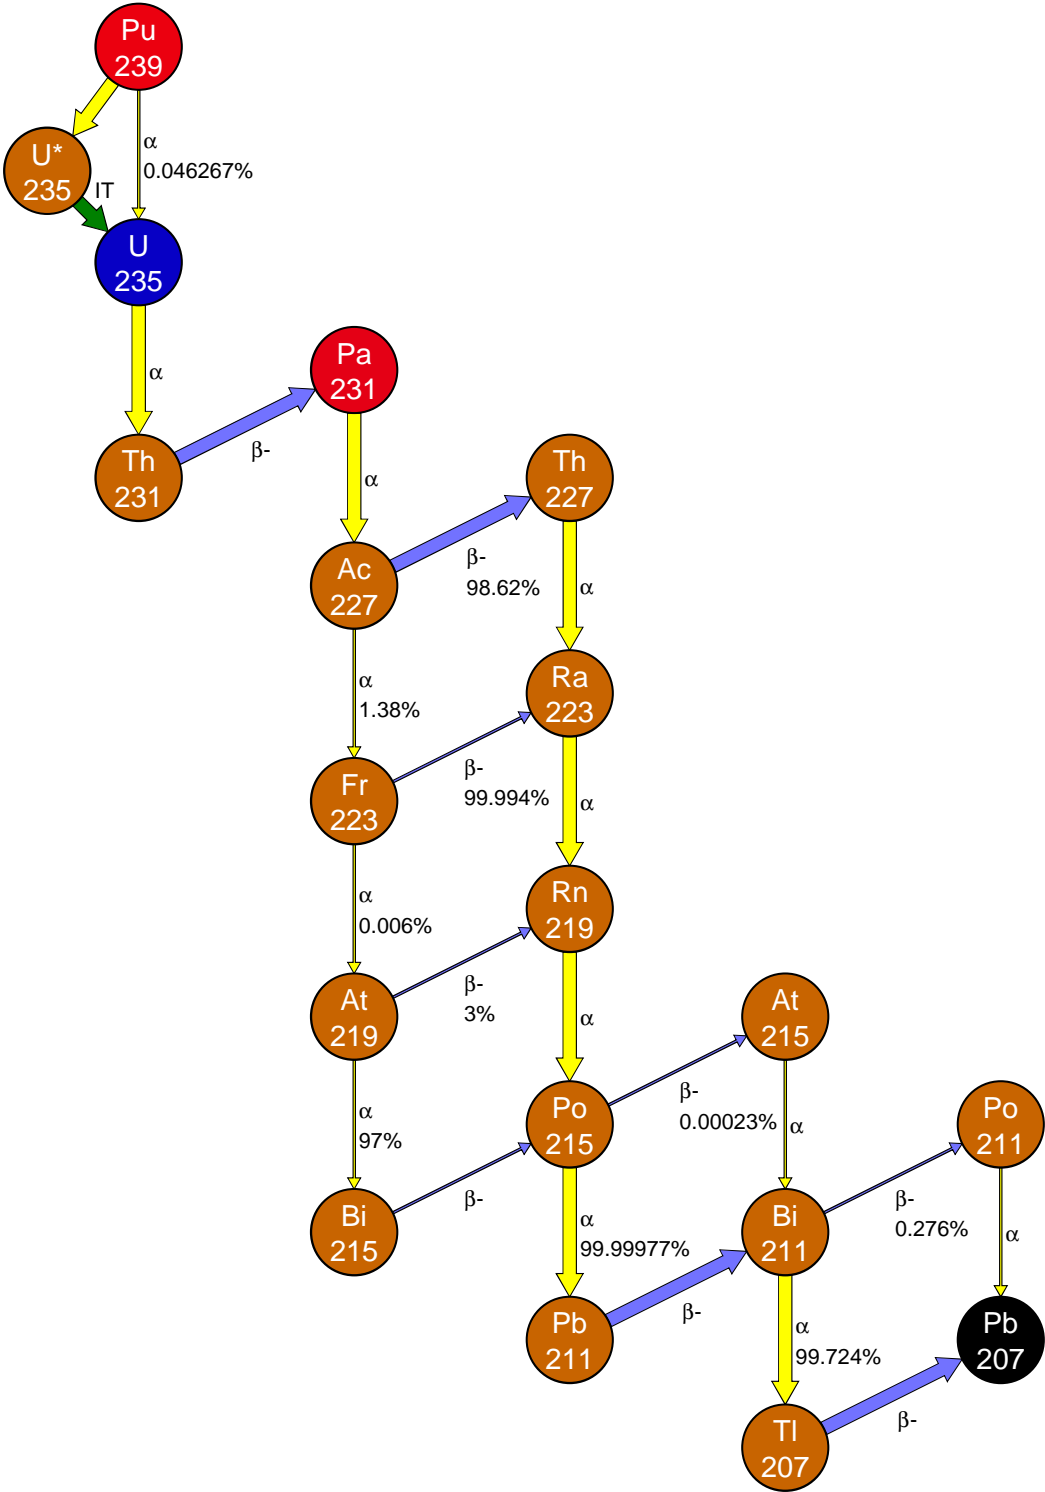 Pu
239
α
0.046267%
U*
235
IT
U
235
α
Pa
231
β-
Th
231
α
Th
227
β-
98.62%
α
Ac
227
α
1.38%
Ra
223
β-
99.994%
α
Fr
223
α
0.006%
Rn
219
β-
3%
α
At
219
At
215
α
97%
β-
0.00023%
α
Po
215
Po
211
β-
Bi
215
α
99.99977%
Bi
211
β-
0.276%
α
β-
Pb
211
α
99.724%
Pb
207
β-
Tl
207